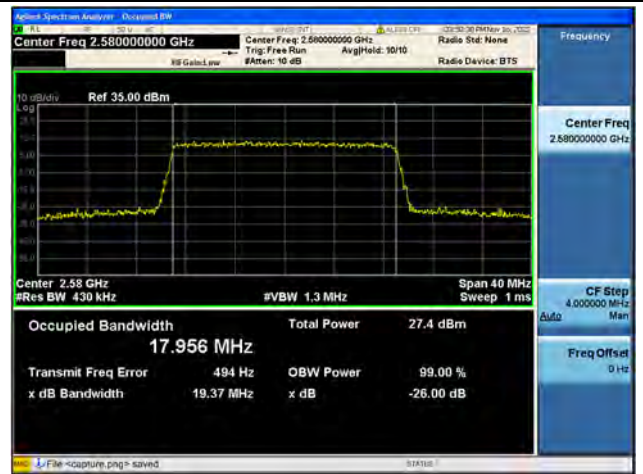 Agilent Spectrum Analyzer - Occupied BW
Center Freq 2.580000000 GHz
Center Freq: 2.580000000 GHz
Trig: Free Run Avg|Hold: 10/10
#Atten: 10 dB
#IFGain:Low
Radio Std: None
Radio Device: BTS
Frequency
10 dB/div Ref 35.00 dBm
Log
Center Freq
2.580000000 GHz
Center 2.58 GHz Span 40 MHz
#Res BW 430 kHz #VBW 1.3 MHz Sweep 1 ms
CF Step
4.000000 MHz
Auto Man
Occupied Bandwidth Total Power 27.4 dBm
17.956 MHz
Freq Offset
0 Hz
Transmit Freq Error 494 Hz OBW Power 99.00 %
x dB Bandwidth 19.37 MHz x dB -26.00 dB
File <capture.png> saved
STATUS